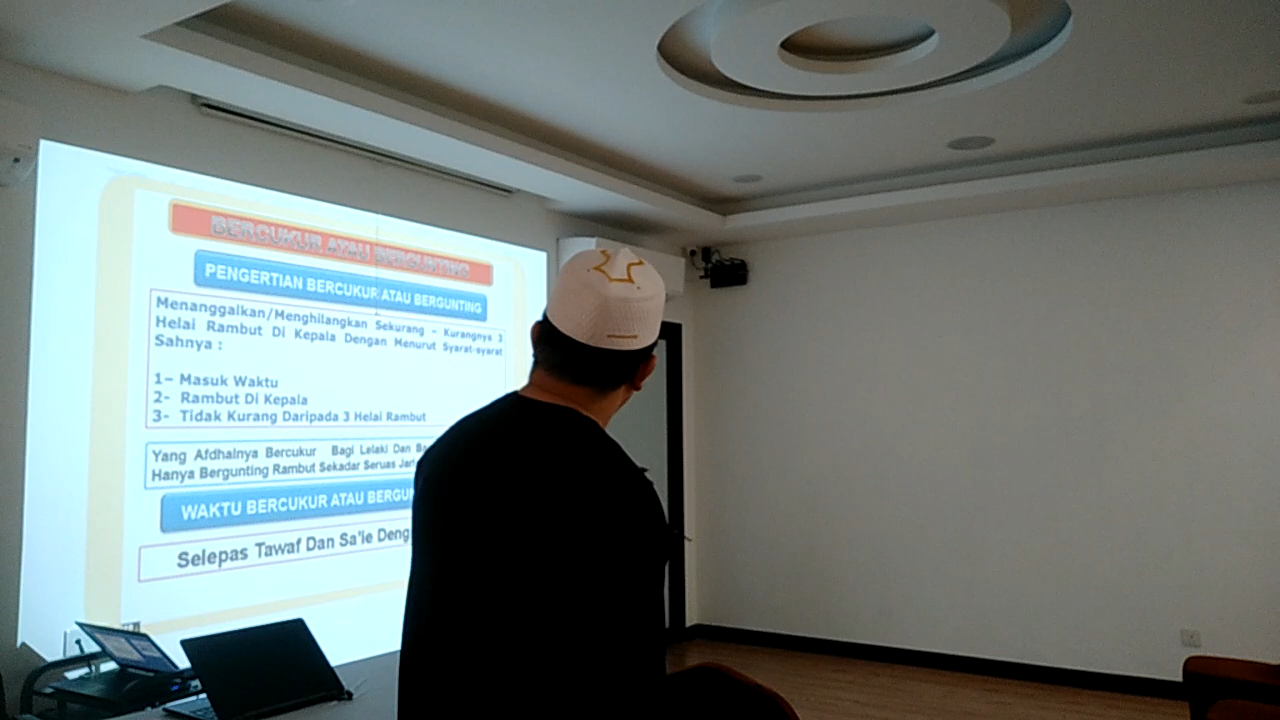 BERCUKUR ATAU BERGUNTING
PENGERTIAN BERCUKUR ATAU BERGUNTING
Menanggalkan/Menghilangkan Sekurang - Kurangnya 3
Helai Rambut Di Kepala Dengan Menurut Syarat-syarat
Sahnya :
1- Masuk Waktu
2- Rambut Di Kepala
3- Tidak Kurang Daripada 3 Helai Rambut
Yang Afdhalnya Bercukur Bagi Lelaki Dan
Hanya Bergunting Rambut Sekadar Seruas
WAKTU BERCUKUR ATAU
Selepas Tawaf Dan Sa'ie